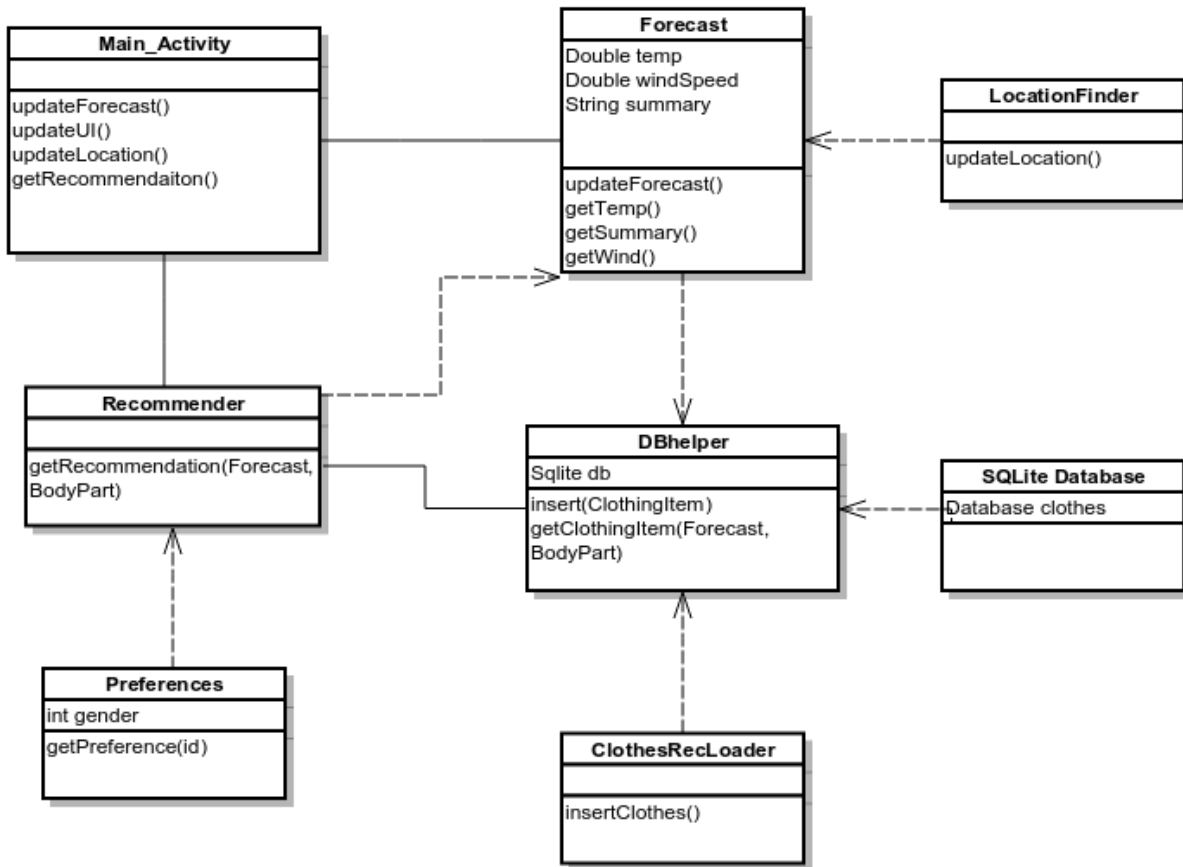 Main_Activity
updateForecast()
updateUI()
updateLocation()
getRecommendaiton()
Forecast
Double temp
Double windSpeed
String summary
updateForecast()
getTemp()
getSummary()
getWind()
LocationFinder
updateLocation()
Recommender
getRecommendation(Forecast,
BodyPart)
DBhelper
Sqlite db
insert(ClothingItem)
getClothingItem(Forecast,
BodyPart)
SQLite Database
Database clothes
Preferences
int gender
getPreference(id)
ClothesRecLoader
insertClothes()